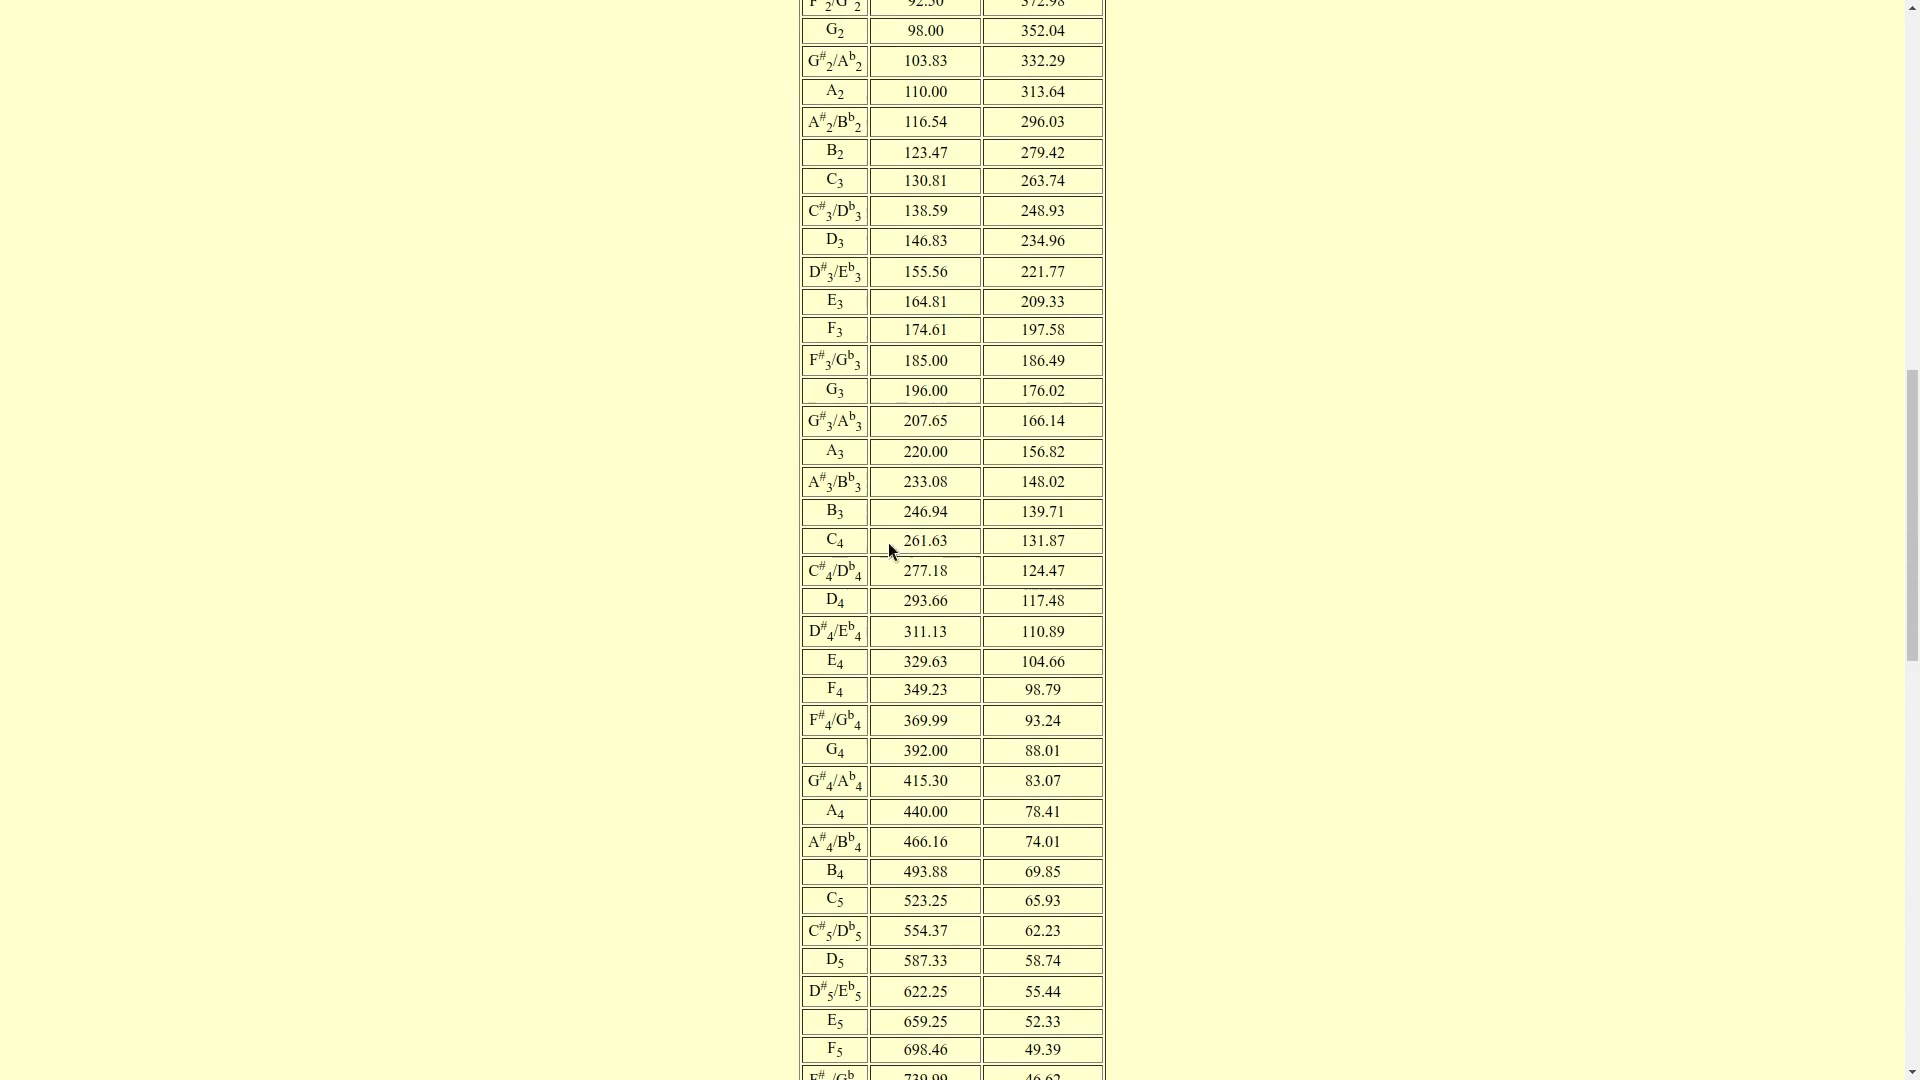 F#2/Gb2 92.50 372.98
G2 98.00 352.04
G#2/Ab2 103.83 332.29
A2 110.00 313.64
A#2/Bb2 116.54 296.03
B2 123.47 279.42
C3 130.81 263.74
C#3/Db3 138.59 248.93
D3 146.83 234.96
D#3/Eb3 155.56 221.77
E3 164.81 209.33
F3 174.61 197.58
F#3/Gb3 185.00 186.49
G3 196.00 176.02
G#3/Ab3 207.65 166.14
A3 220.00 156.82
A#3/Bb3 233.08 148.02
B3 246.94 139.71
C4 261.63 131.87
C#4/Db4 277.18 124.47
D4 293.66 117.48
D#4/Eb4 311.13 110.89
E4 329.63 104.66
F4 349.23 98.79
F#4/Gb4 369.99 93.24
G4 392.00 88.01
G#4/Ab4 415.30 83.07
A4 440.00 78.41
A#4/Bb4 466.16 74.01
B4 493.88 69.85
C5 523.25 65.93
C#5/Db5 554.37 62.23
D5 587.33 58.74
D#5/Eb5 622.25 55.44
E5 659.25 52.33
F5 698.46 49.39
F#/Gb 739.99 46.62